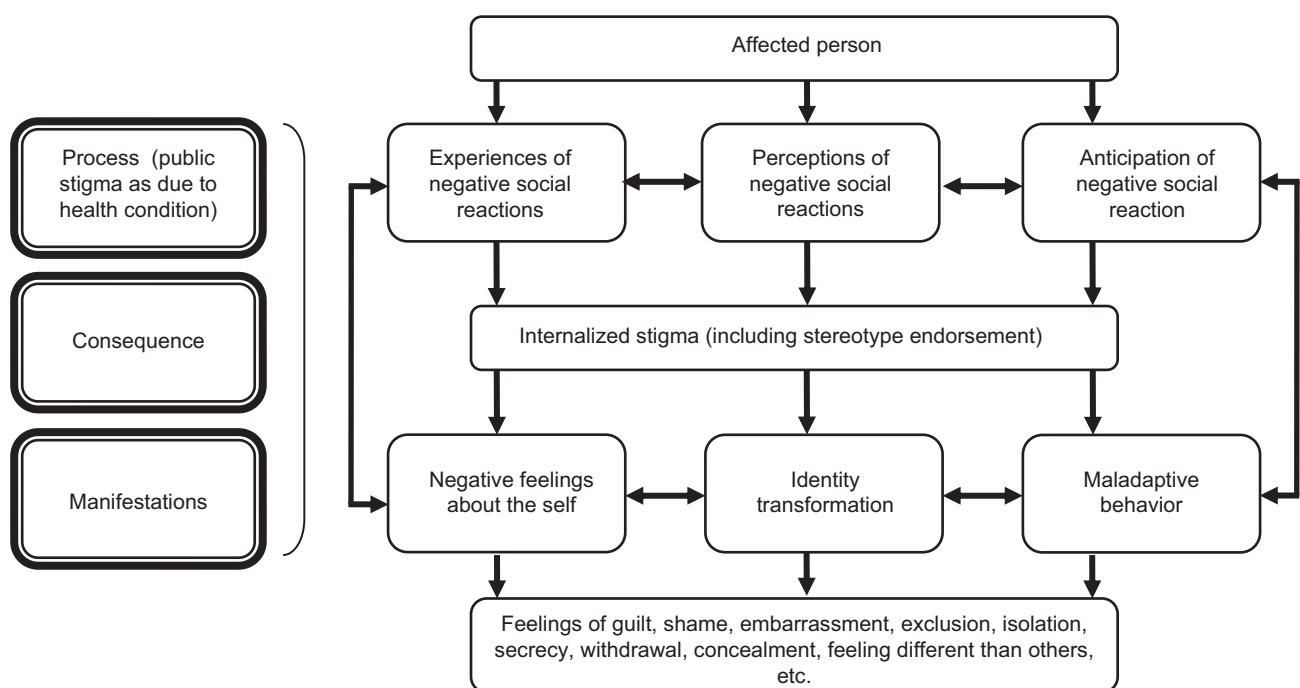 Affected person
Process (public
stigma as due to
health condition)
Experiences of
negative social
reactions
Perceptions of
negative social
reactions
Anticipation of
negative social
reaction
Consequence
Internalized stigma (including stereotype endorsement)
Manifestations
Negative feelings
about the self
Identity
transformation
Maladaptive
behavior
Feelings of guilt, shame, embarrassment, exclusion, isolation,
secrecy, withdrawal, concealment, feeling different than others,
etc.